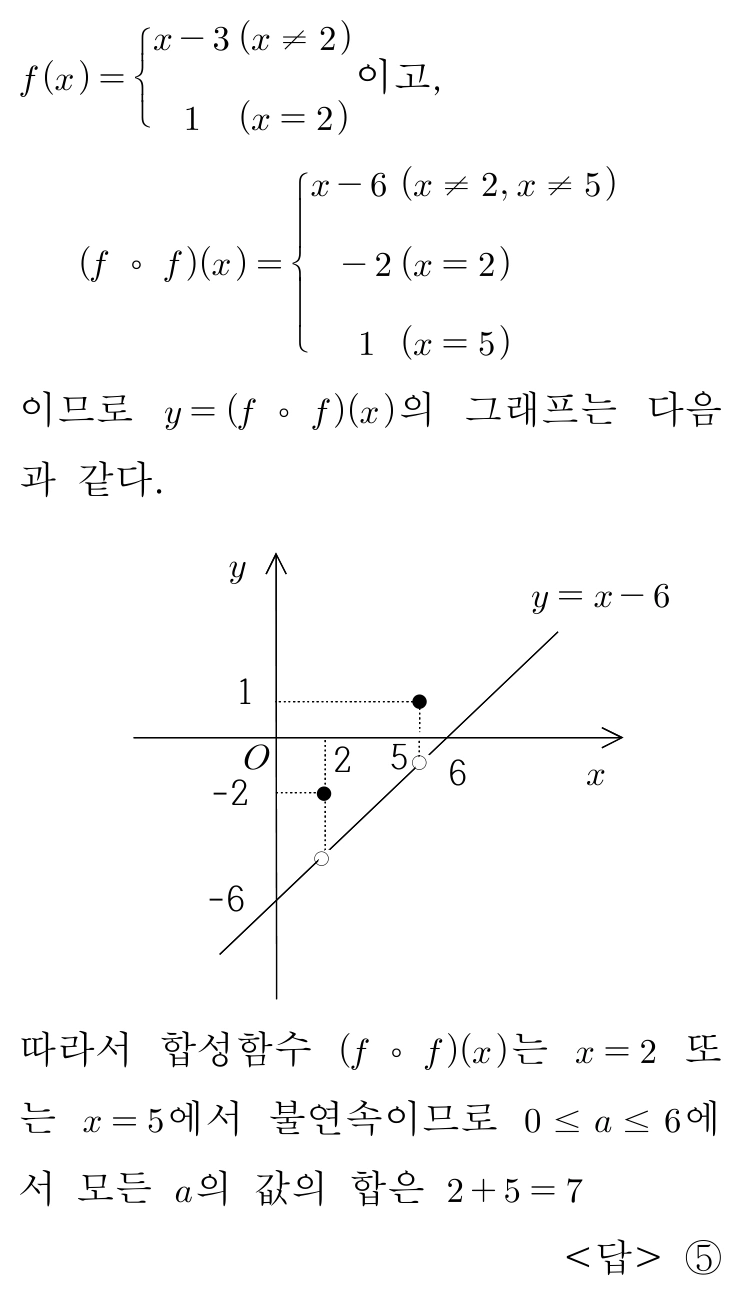 f(x) = { x − 3 (x ≠ 2)
1 (x = 2) 이고,
(f ∘ f)(x) = { x − 6 (x ≠ 2, x ≠ 5)
− 2 (x = 2)
1 (x = 5)
이므로 y = (f ∘ f)(x)의 그래프는 다음
과 같다.
y
y = x − 6
1
O 2 5 6
x
-2
-6
따라서 합성함수 (f ∘ f)(x)는 x = 2 또
는 x = 5에서 불연속이므로 0 ≤ a ≤ 6에
서 모든 a의 값의 합은 2 + 5 = 7
<답> ⑤